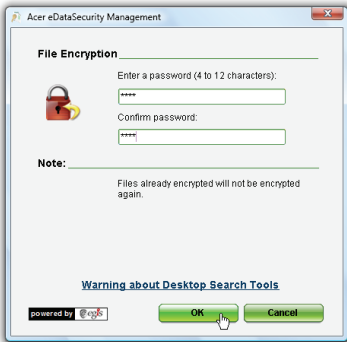 Acer eDataSecurity Management
File Encryption
Enter a password (4 to 12 characters):
****
Confirm password:
****
Note:
Files already encrypted will not be encrypted
again.
Warning about Desktop Search Tools
powered by egis
OK
Cancel